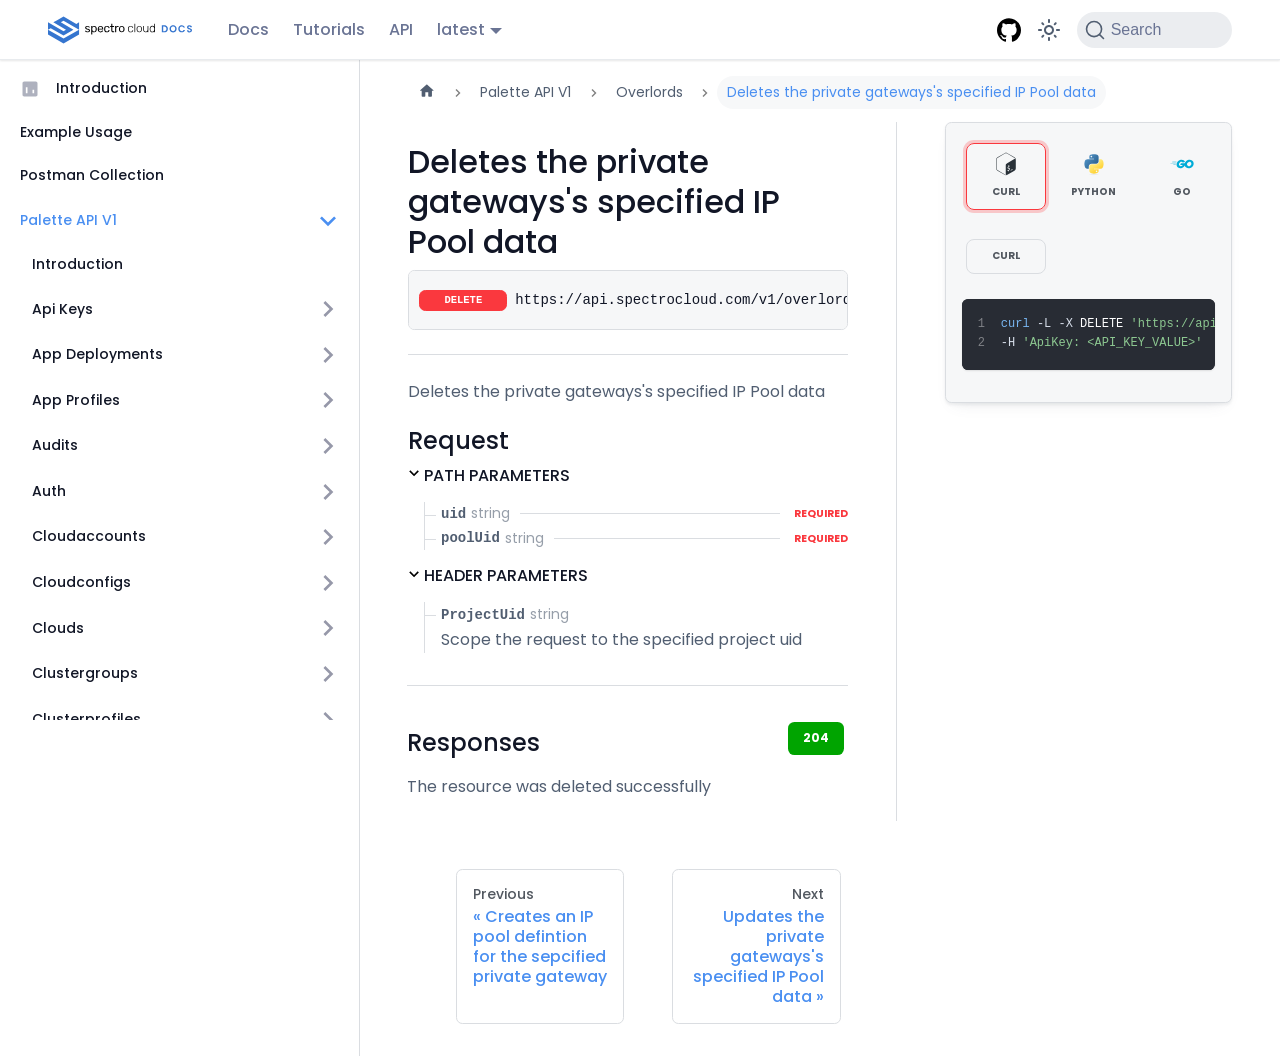 spectro cloud DOCS
Docs
Tutorials
API
latest
Search
Introduction
Example Usage
Postman Collection
Palette API V1
Introduction
Api Keys
App Deployments
App Profiles
Audits
Auth
Cloudaccounts
Cloudconfigs
Clouds
Clustergroups
Clusterprofiles
Palette API V1
Overlords
Deletes the private gateways's specified IP Pool data
Deletes the private
gateways's specified IP
Pool data
DELETE https://api.spectrocloud.com/v1/overlord
Deletes the private gateways's specified IP Pool data
Request
PATH PARAMETERS
uid string REQUIRED
poolUid string REQUIRED
HEADER PARAMETERS
ProjectUid string
Scope the request to the specified project uid
Responses
204
The resource was deleted successfully
Previous
« Creates an IP
pool defintion
for the sepcified
private gateway
Next
Updates the
private
gateways's
specified IP Pool
data »
CURL
PYTHON
GO
CURL
1 curl -L -X DELETE 'https://api
2 -H 'ApiKey: <API_KEY_VALUE>'